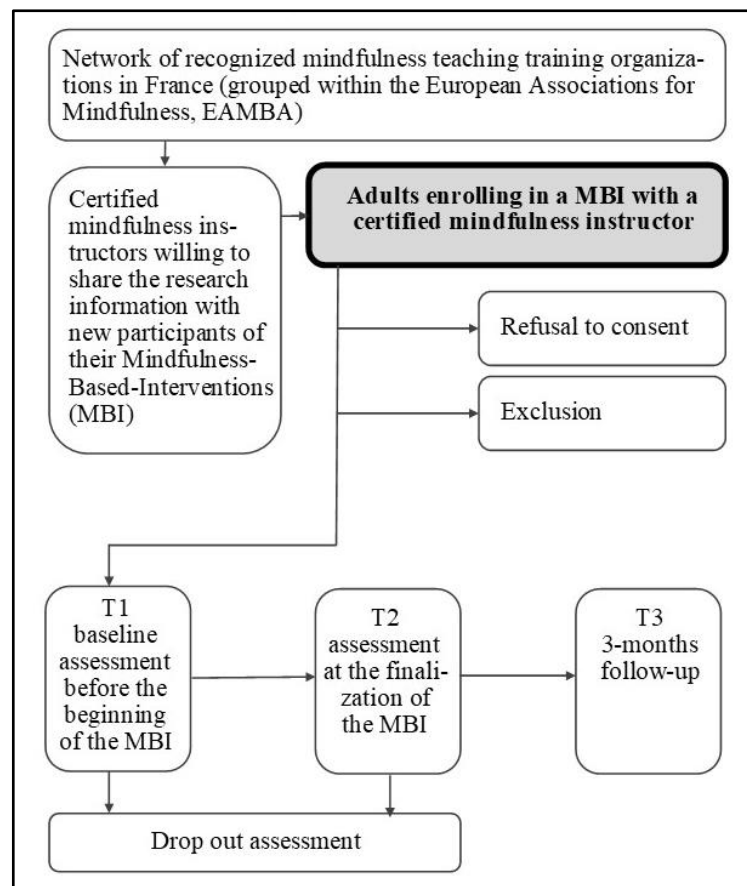 Network of recognized mindfulness teaching training organiza-
tions in France (grouped within the European Associations for
Mindfulness, EAMBA)
Certified
mindfulness ins-
tructors willing to
share the research
information with
new participants of
their Mindfulness-
Based-Interventions
(MBI)
Adults enrolling in a MBI with a
certified mindfulness instructor
Refusal to consent
Exclusion
T1
baseline
assessment
before the
beginning
of the MBI
T2
assessment
at the finali-
zation of
the MBI
T3
3-months
follow-up
Drop out assessment